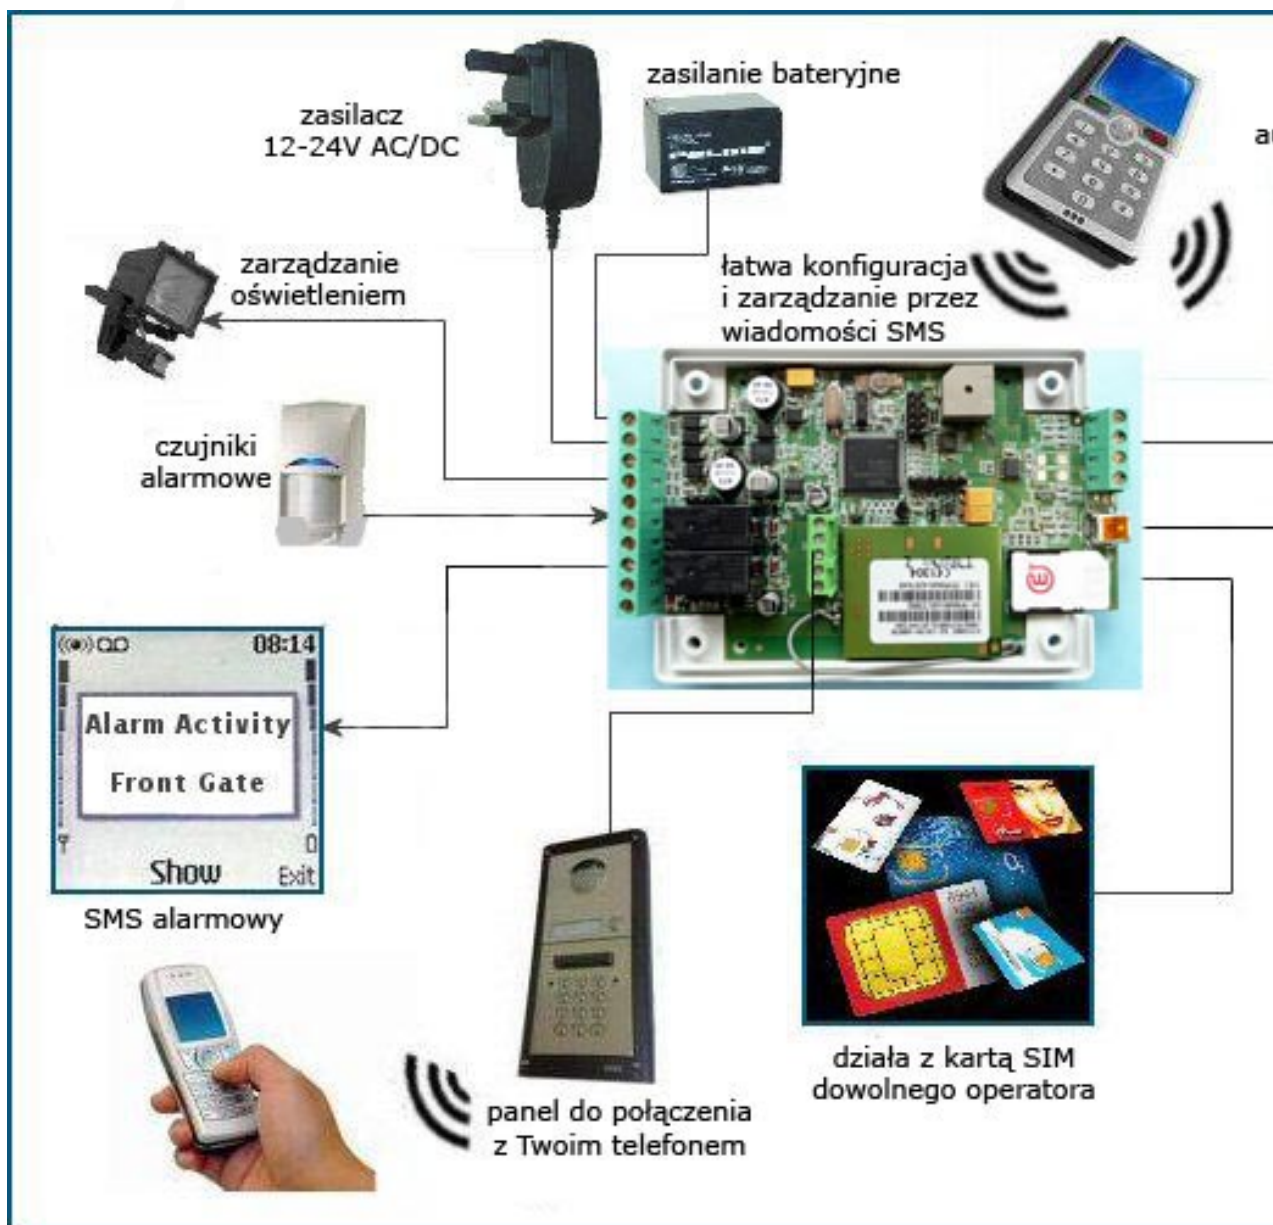 zasilacz
12-24V AC/DC
zasilanie bateryjne
zarządzanie
oświetleniem
łatwa konfiguracja
i zarządzanie przez
wiadomości SMS
czujniki
alarmowe
08:14
Alarm Activity
Front Gate
Show
Exit
SMS alarmowy
panel do połączenia
z Twoim telefonem
działa z kartą SIM
dowolnego operatora